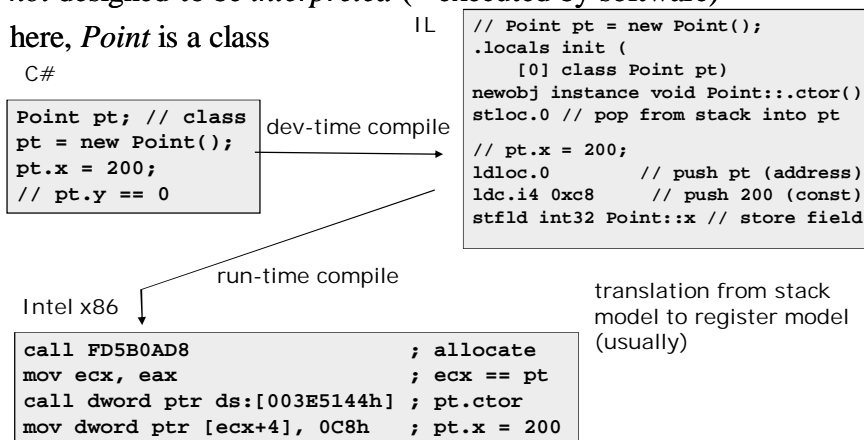 not designed to be interpreted (= executed by software)
here, Point is a class
C#
Point pt; // class
pt = new Point();
pt.x = 200;
// pt.y == 0
dev-time compile
IL
// Point pt = new Point();
.locals init (
[0] class Point pt)
newobj instance void Point::.ctor()
stloc.0 // pop from stack into pt
// pt.x = 200;
ldloc.0 // push pt (address)
ldc.i4 0xc8 // push 200 (const)
stfld int32 Point::x // store field
run-time compile
Intel x86
translation from stack
model to register model
(usually)
call FD5B0AD8 ; allocate
mov ecx, eax ; ecx == pt
call dword ptr ds:[003E5144h] ; pt.ctor
mov dword ptr [ecx+4], 0C8h ; pt.x = 200